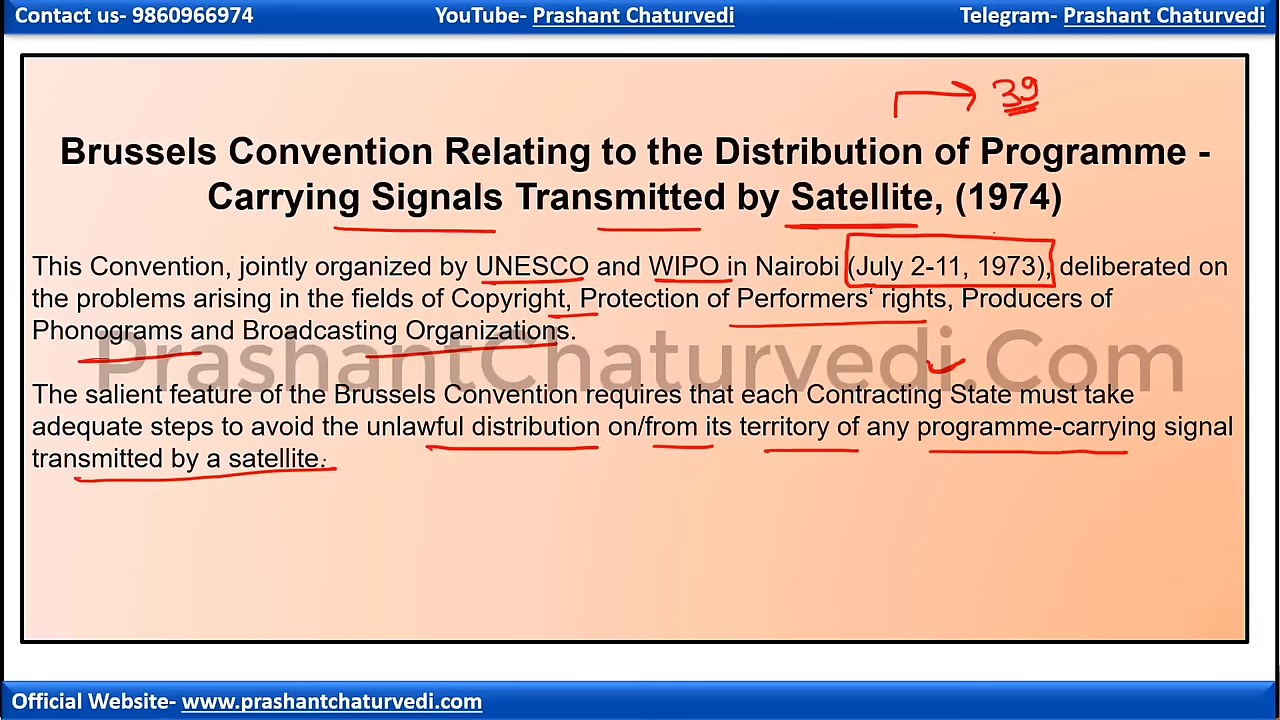 Contact us- 9860966974 YouTube- Prashant Chaturvedi Telegram- Prashant Chaturvedi
39
Brussels Convention Relating to the Distribution of Programme -
Carrying Signals Transmitted by Satellite, (1974)
This Convention, jointly organized by UNESCO and WIPO in Nairobi (July 2-11, 1973), deliberated on
the problems arising in the fields of Copyright, Protection of Performers‘ rights, Producers of
Phonograms and Broadcasting Organizations.
PrashantChaturvedi.Com
The salient feature of the Brussels Convention requires that each Contracting State must take
adequate steps to avoid the unlawful distribution on/from its territory of any programme-carrying signal
transmitted by a satellite.
Official Website- www.prashantchaturvedi.com